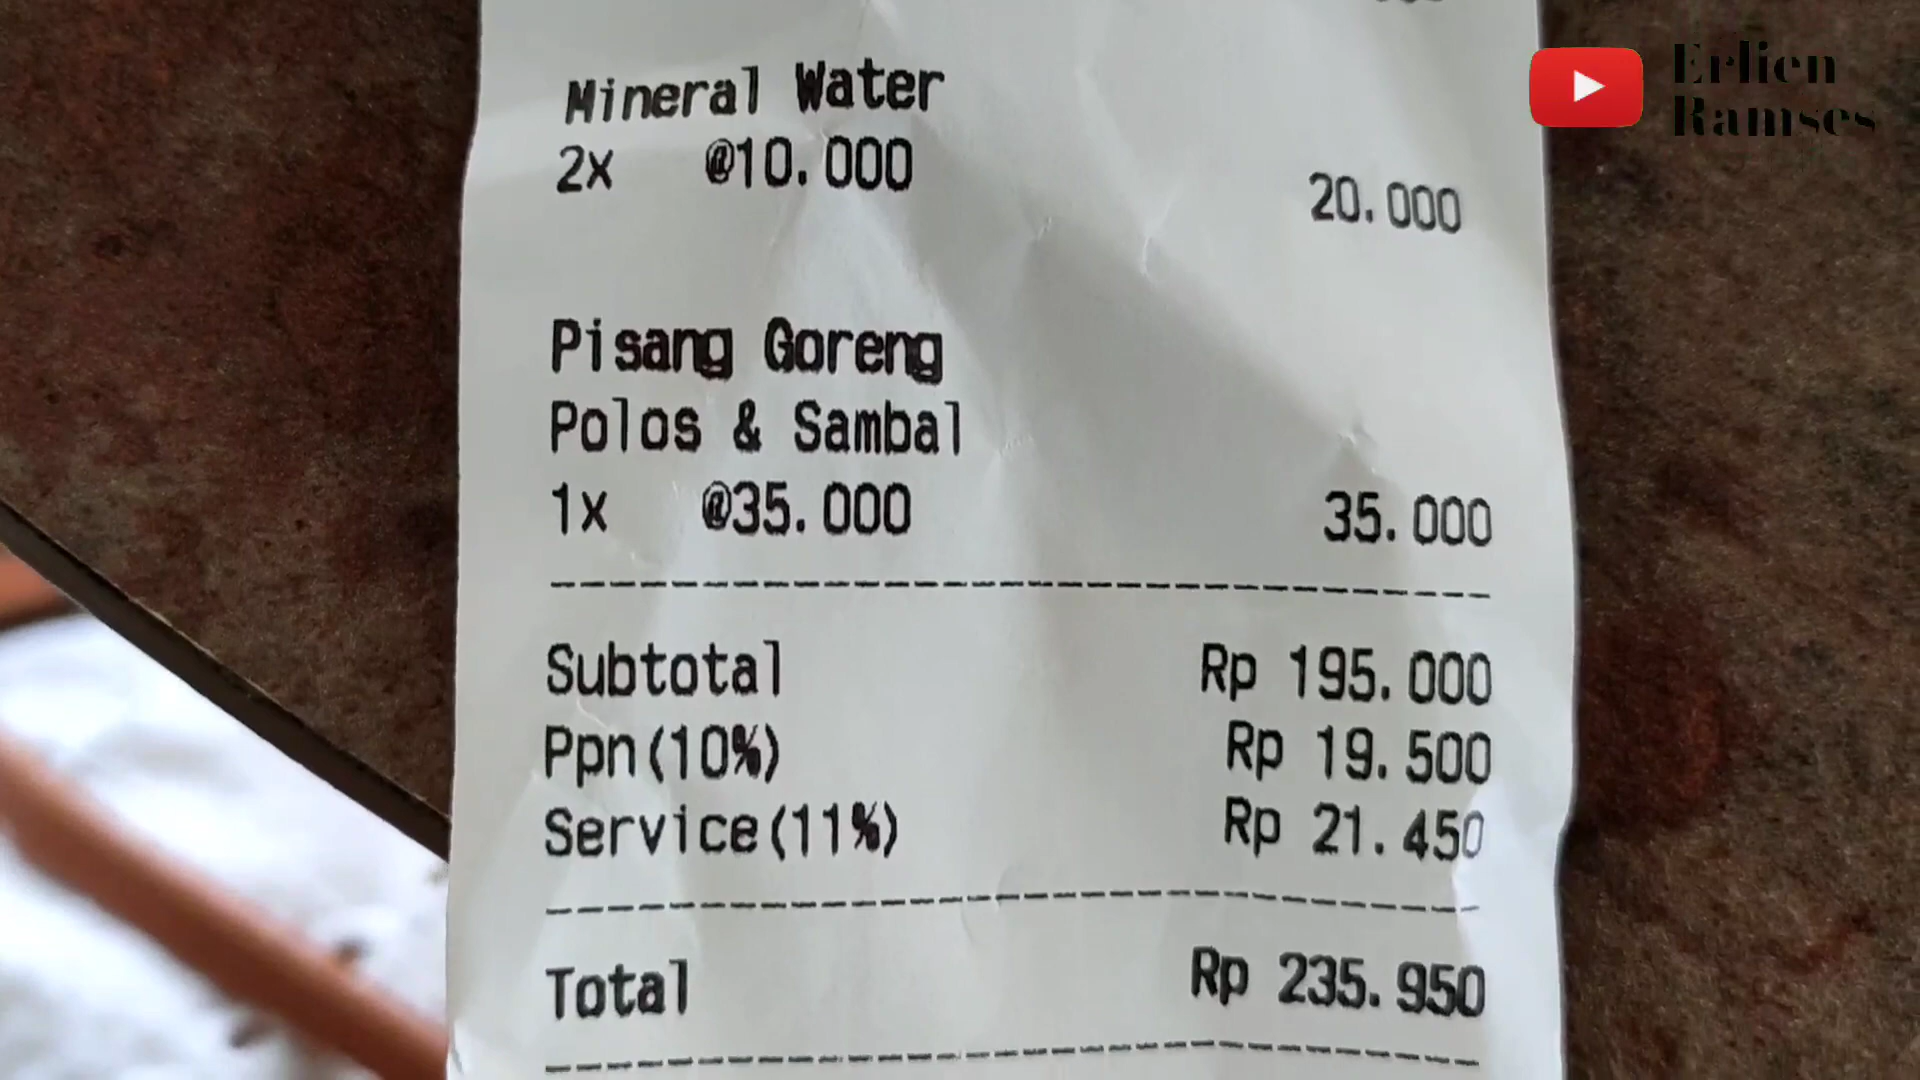 Mineral Water
2x @10.000 20.000
Pisang Goreng
Polos & Sambal
1x @35.000 35.000
Subtotal Rp 195.000
Ppn(10%) Rp 19.500
Service(11%) Rp 21.450
Total Rp 235.950
Erlien
Ramses